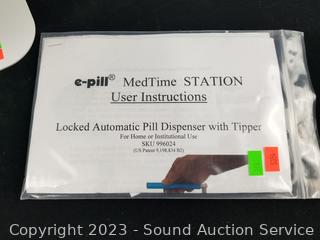 e-pill® MedTime STATION
User Instructions
Locked Automatic Pill Dispenser with Tipper
For Home or Institutional Use
SKU 996024
(US Patent 9,198,834 B2)
Copyright 2023 - Sound Auction Service